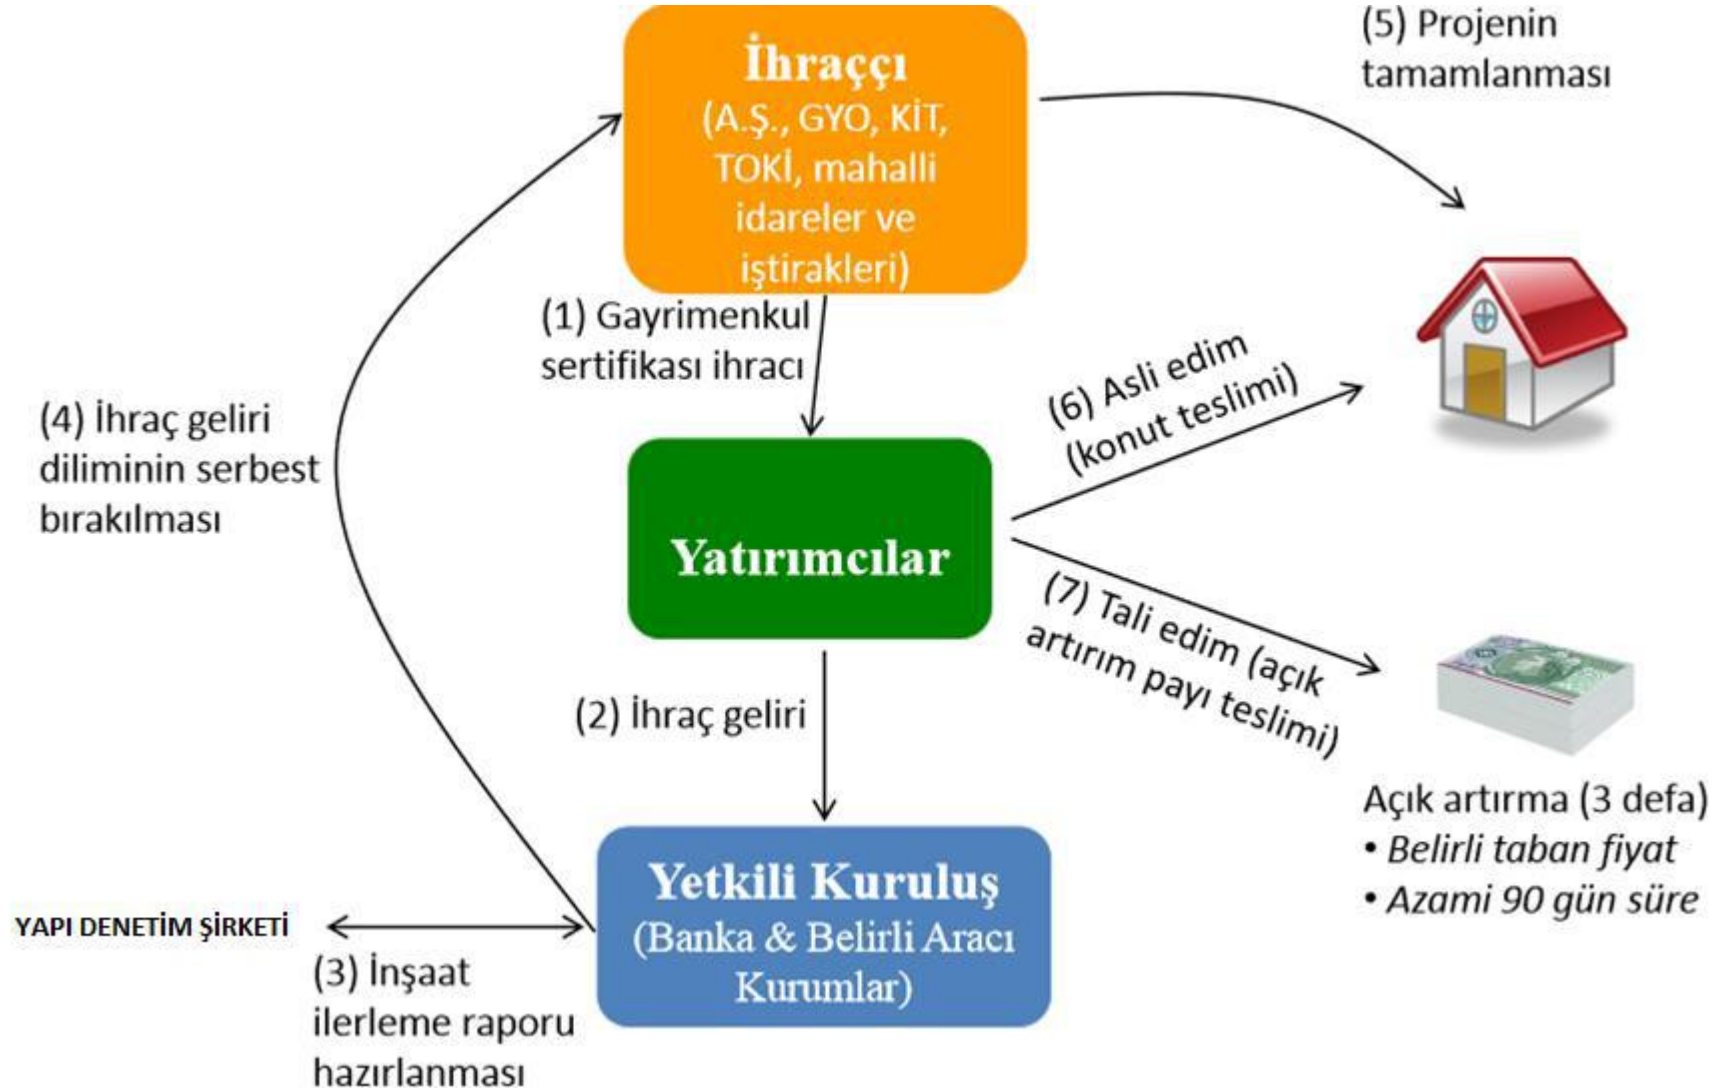 İhraççı
(A.Ş., GYO, KİT,
TOKİ, mahalli
idareler ve
iştirakleri)
(5) Projenin
tamamlanması
(1) Gayrimenkul
sertifikası ihracı
(4) İhraç geliri
diliminin serbest
bırakılması
Yatırımcılar
(6) Asli edim
(konut teslimi)
(7) Tali edim (açık
artırım payı teslimi)
(2) İhraç geliri
Açık artırma (3 defa)
• Belirli taban fiyat
• Azami 90 gün süre
Yetkili Kuruluş
(Banka & Belirli Aracı
Kurumlar)
YAPI DENETİM ŞİRKETİ
(3) İnşaat
ilerleme raporu
hazırlanması